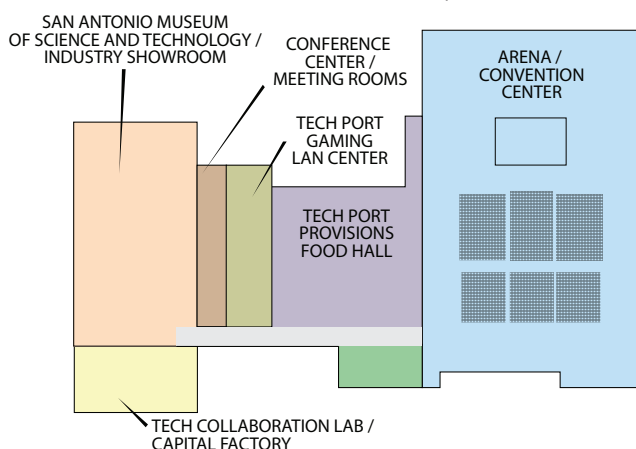 SAN ANTONIO MUSEUM
OF SCIENCE AND TECHNOLOGY /
INDUSTRY SHOWROOM
CONFERENCE
CENTER /
MEETING ROOMS
ARENA /
CONVENTION
CENTER
TECH PORT
GAMING
LAN CENTER
TECH PORT
PROVISIONS
FOOD HALL
TECH COLLABORATION LAB /
CAPITAL FACTORY